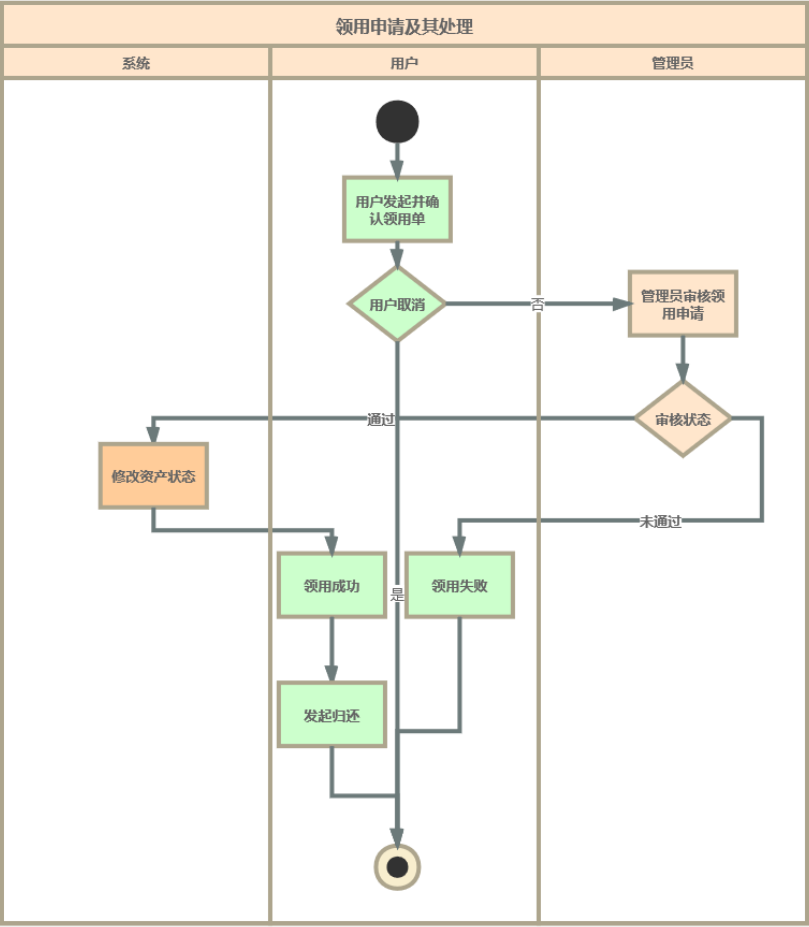 领用申请及其处理
系统
用户
管理员
用户发起并确
认领用单
用户取消
否
管理员审核领
用申请
通过
审核状态
修改资产状态
未通过
领用成功
是
领用失败
发起归还